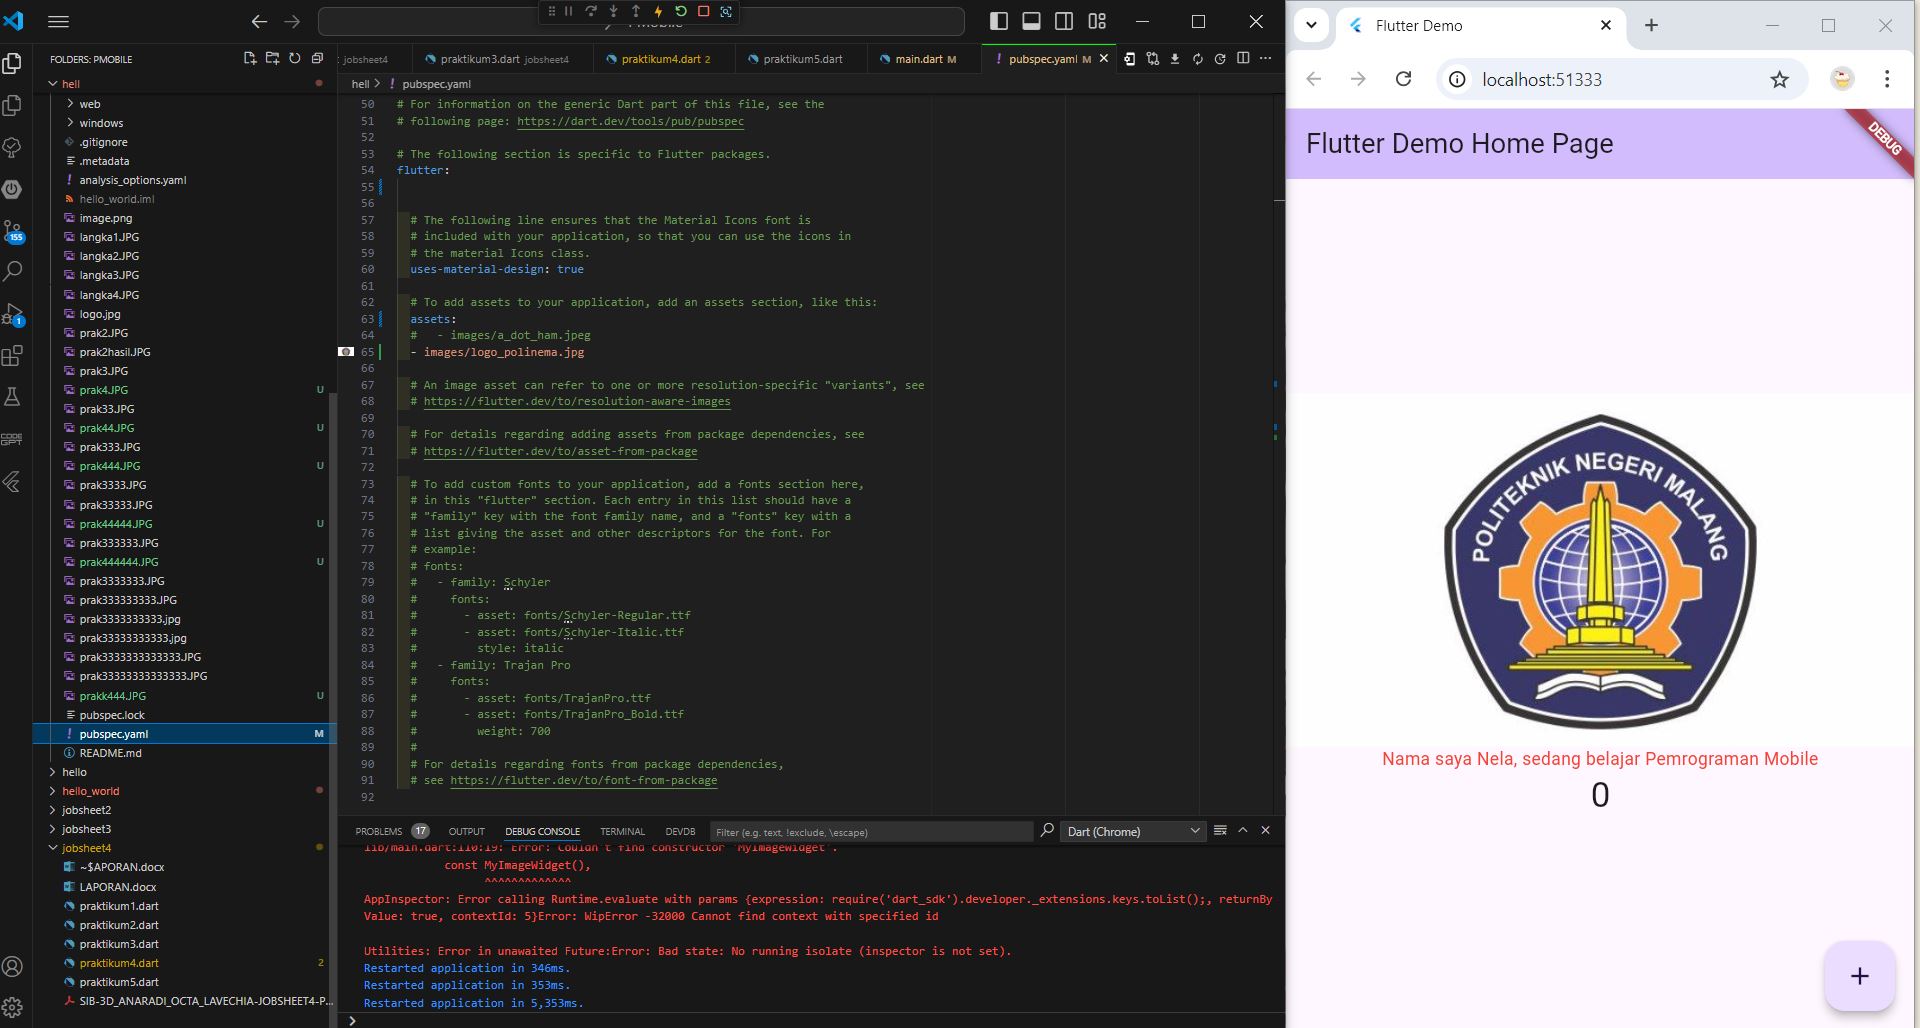 PMobile
FOLDERS: PMOBILE
hell
web
windows
.gitignore
.metadata
analysis_options.yaml
hello_world.iml
image.png
langka1.JPG
langka2.JPG
langka3.JPG
langka4.JPG
logo.jpg
prak2.JPG
prak2hasil.JPG
prak3.JPG
prak4.JPG U
prak33.JPG
prak44.JPG U
prak333.JPG
prak444.JPG U
prak3333.JPG
prak33333.JPG
prak44444.JPG U
prak333333.JPG
prak444444.JPG U
prak3333333.JPG
prak333333333.JPG
prak3333333333.jpg
prak33333333333.jpg
prak3333333333333.JPG
prak33333333333333.JPG
prakk444.JPG U
pubspec.lock
pubspec.yaml M
README.md
hello
hello_world
jobsheet2
jobsheet3
jobsheet4
~$APORAN.docx
LAPORAN.docx
praktikum1.dart
praktikum2.dart
praktikum3.dart
praktikum4.dart 2
praktikum5.dart
SIB-3D_ANARADI_OCTA_LAVECHIA-JOBSHEET4-P...
155
1
CODE
GPT
jobsheet4
praktikum3.dart jobsheet4
praktikum4.dart 2
praktikum5.dart
main.dart M
pubspec.yaml M
hell > ! pubspec.yaml
50 # For information on the generic Dart part of this file, see the
51 # following page: https://dart.dev/tools/pub/pubspec
52
53 # The following section is specific to Flutter packages.
54 flutter:
55
56
57 # The following line ensures that the Material Icons font is
58 # included with your application, so that you can use the icons in
59 # the material Icons class.
60 uses-material-design: true
61
62 # To add assets to your application, add an assets section, like this:
63 assets:
64 # - images/a_dot_ham.jpeg
65 - images/logo_polinema.jpg
66
67 # An image asset can refer to one or more resolution-specific "variants", see
68 # https://flutter.dev/to/resolution-aware-images
69
70 # For details regarding adding assets from package dependencies, see
71 # https://flutter.dev/to/asset-from-package
72
73 # To add custom fonts to your application, add a fonts section here,
74 # in this "flutter" section. Each entry in this list should have a
75 # "family" key with the font family name, and a "fonts" key with a
76 # list giving the asset and other descriptors for the font. For
77 # example:
78 # fonts:
79 # - family: Schyler
80 # fonts:
81 # - asset: fonts/Schyler-Regular.ttf
82 # - asset: fonts/Schyler-Italic.ttf
83 # style: italic
84 # - family: Trajan Pro
85 # fonts:
86 # - asset: fonts/TrajanPro.ttf
87 # - asset: fonts/TrajanPro_Bold.ttf
88 # weight: 700
89 #
90 # For details regarding fonts from package dependencies,
91 # see https://flutter.dev/to/font-from-package
92
PROBLEMS 17 OUTPUT DEBUG CONSOLE TERMINAL DEVDB Filter (e.g. text, !exclude, \escape) Dart (Chrome)
lib/main.dart:110:19: Error: Couldn't find constructor 'MyImageWidget'.
const MyImageWidget(),
^^^^^^^^^^^^^
AppInspector: Error calling Runtime.evaluate with params {expression: require('dart_sdk').developer._extensions.keys.toList();, returnBy
Value: true, contextId: 5}Error: WipError -32000 Cannot find context with specified id
Utilities: Error in unawaited Future:Error: Bad state: No running isolate (inspector is not set).
Restarted application in 346ms.
Restarted application in 353ms.
Restarted application in 5,353ms.
Flutter Demo
localhost:51333
Flutter Demo Home Page
DEBUG
POLITEKNIK NEGERI MALANG
Nama saya Nela, sedang belajar Pemrograman Mobile
0